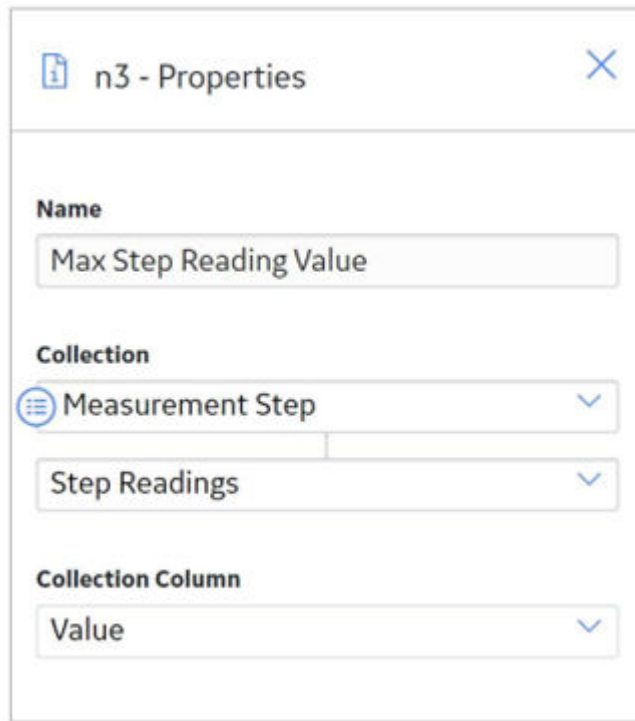 n3 - Properties
Name
Max Step Reading Value
Collection
Measurement Step
Step Readings
Collection Column
Value